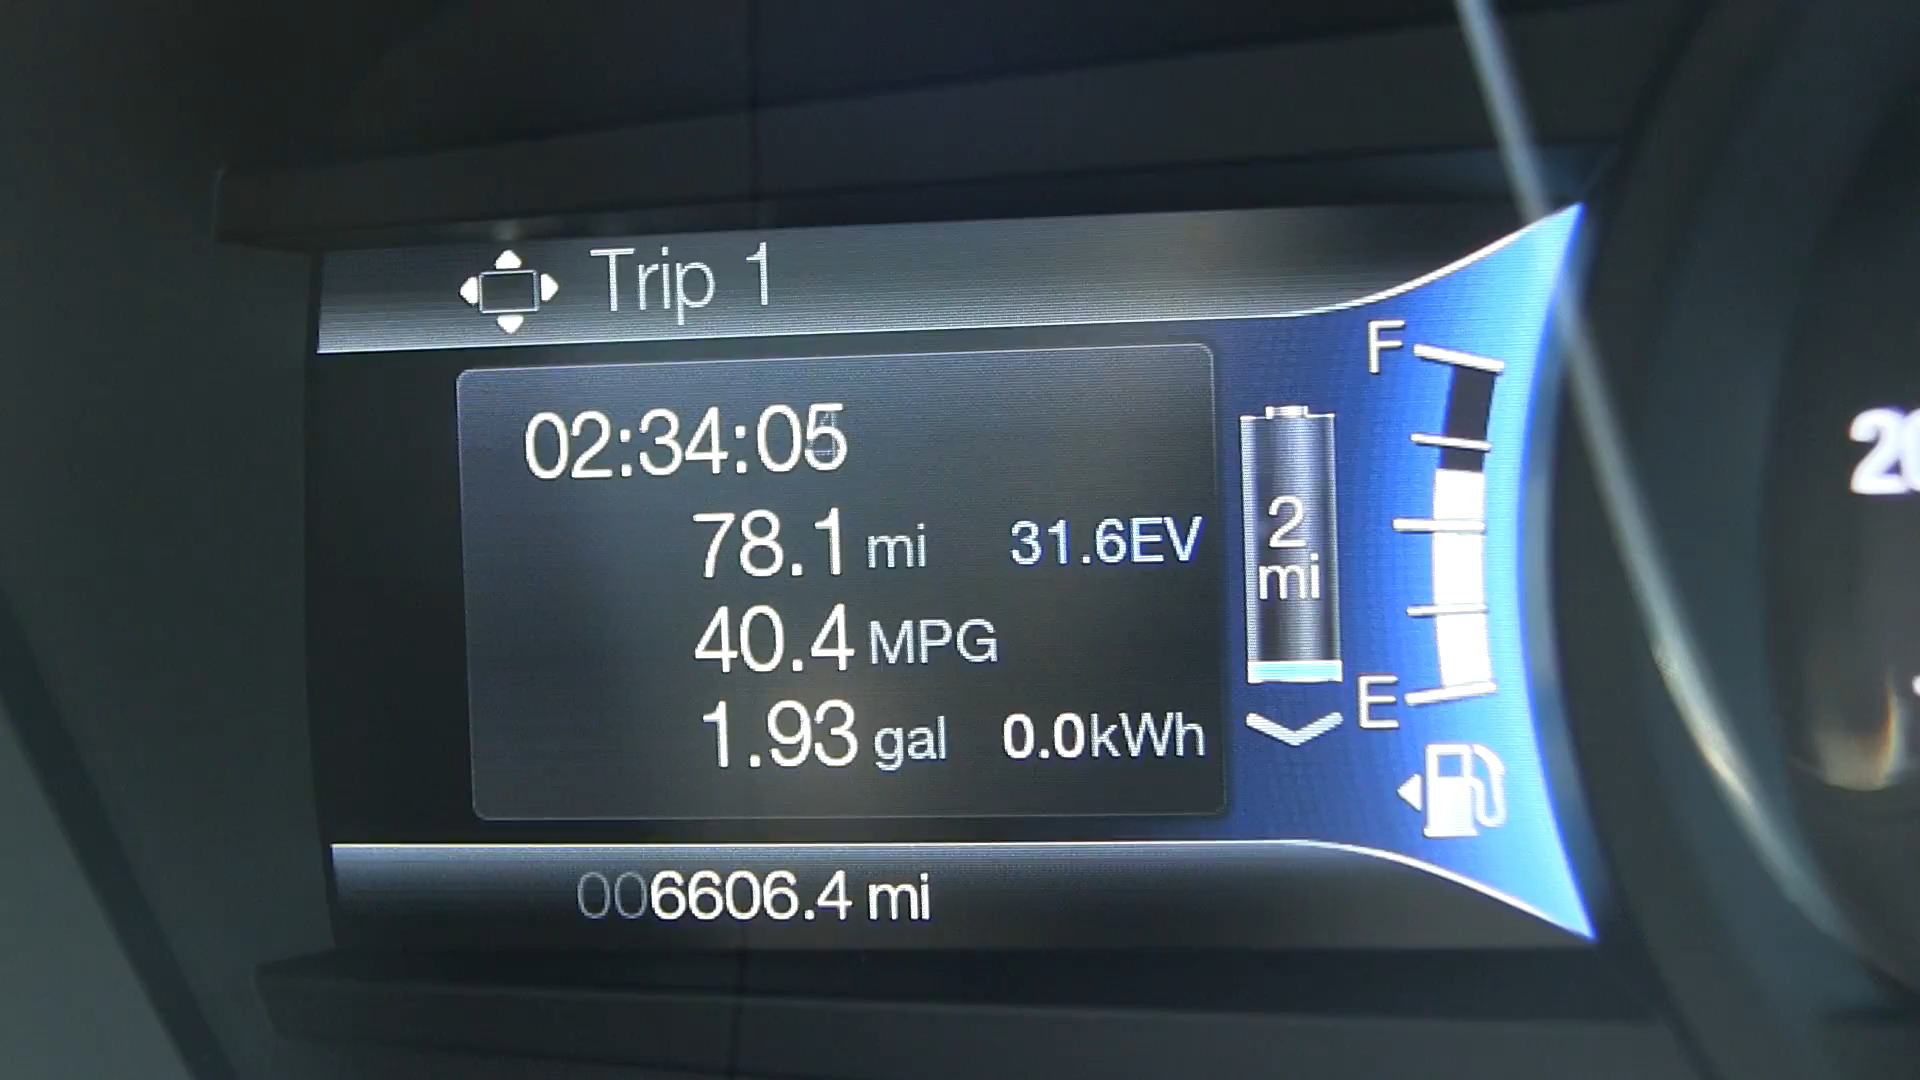 Trip 1
02:34:05
78.1 mi 31.6EV
40.4 MPG
1.93 gal 0.0kWh
2
mi
F
E
006606.4 mi
20